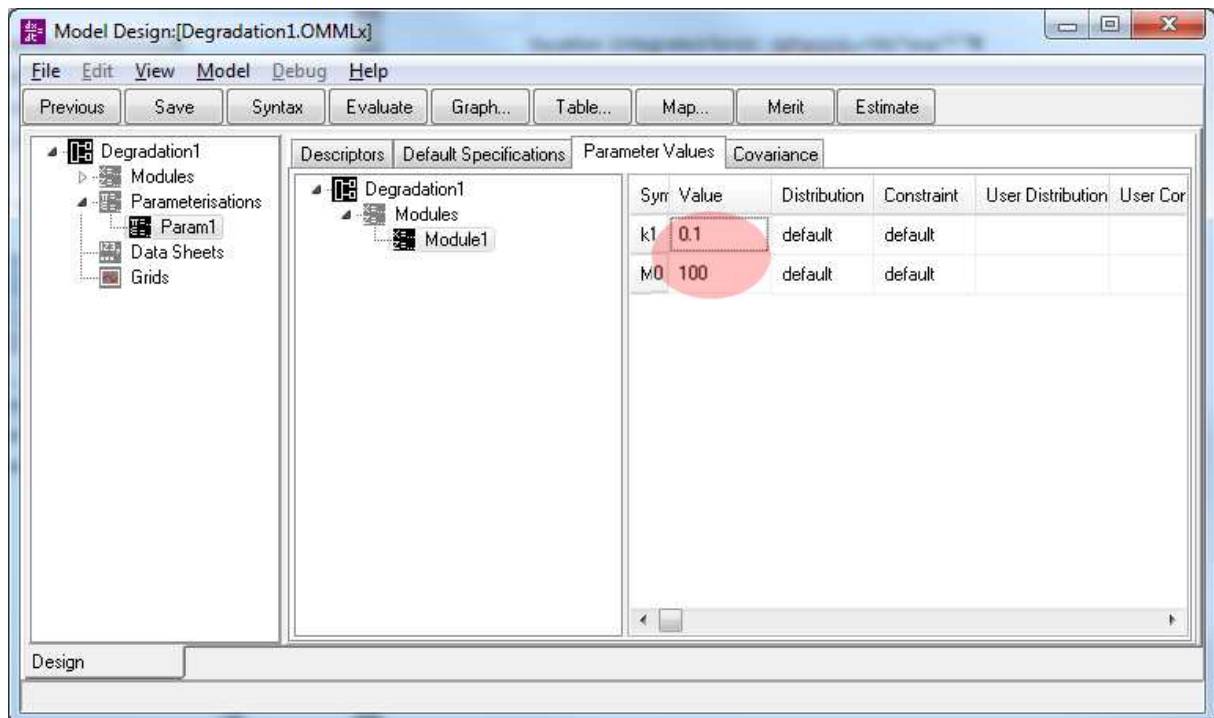 Model Design:[Degradation1.OMMLx]
File Edit View Model Debug Help
Previous Save Syntax Evaluate Graph... Table... Map... Merit Estimate
Degradation1
Modules
Parameterisations
Param1
Data Sheets
Grids
Descriptors Default Specifications Parameter Values Covariance
Degradation1
Modules
Module1
Sym Value Distribution Constraint User Distribution User Cor
k1 0.1 default default
M0 100 default default
Design